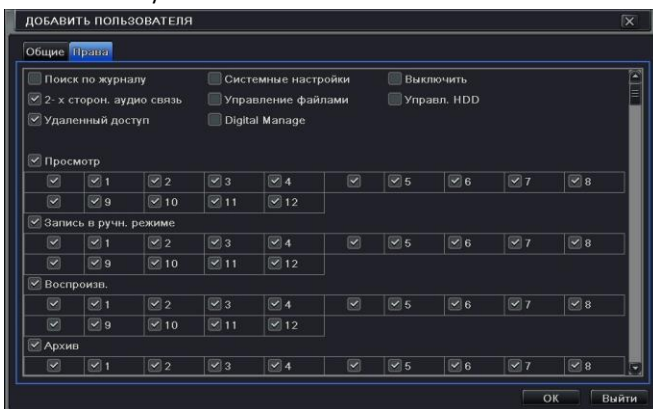 ДОБАВИТЬ ПОЛЬЗОВАТЕЛЯ
Общие Права
Поиск по журналу Системные настройки Выключить
2- х сторон. аудио связь Управление файлами Управл. HDD
Удаленный доступ Digital Manage
Просмотр
1 2 3 4 5 6 7 8
9 10 11 12
Запись в ручн. режиме
1 2 3 4 5 6 7 8
9 10 11 12
Воспроизв.
1 2 3 4 5 6 7 8
9 10 11 12
Архив
1 2 3 4 5 6 7 8
ОК Выйти